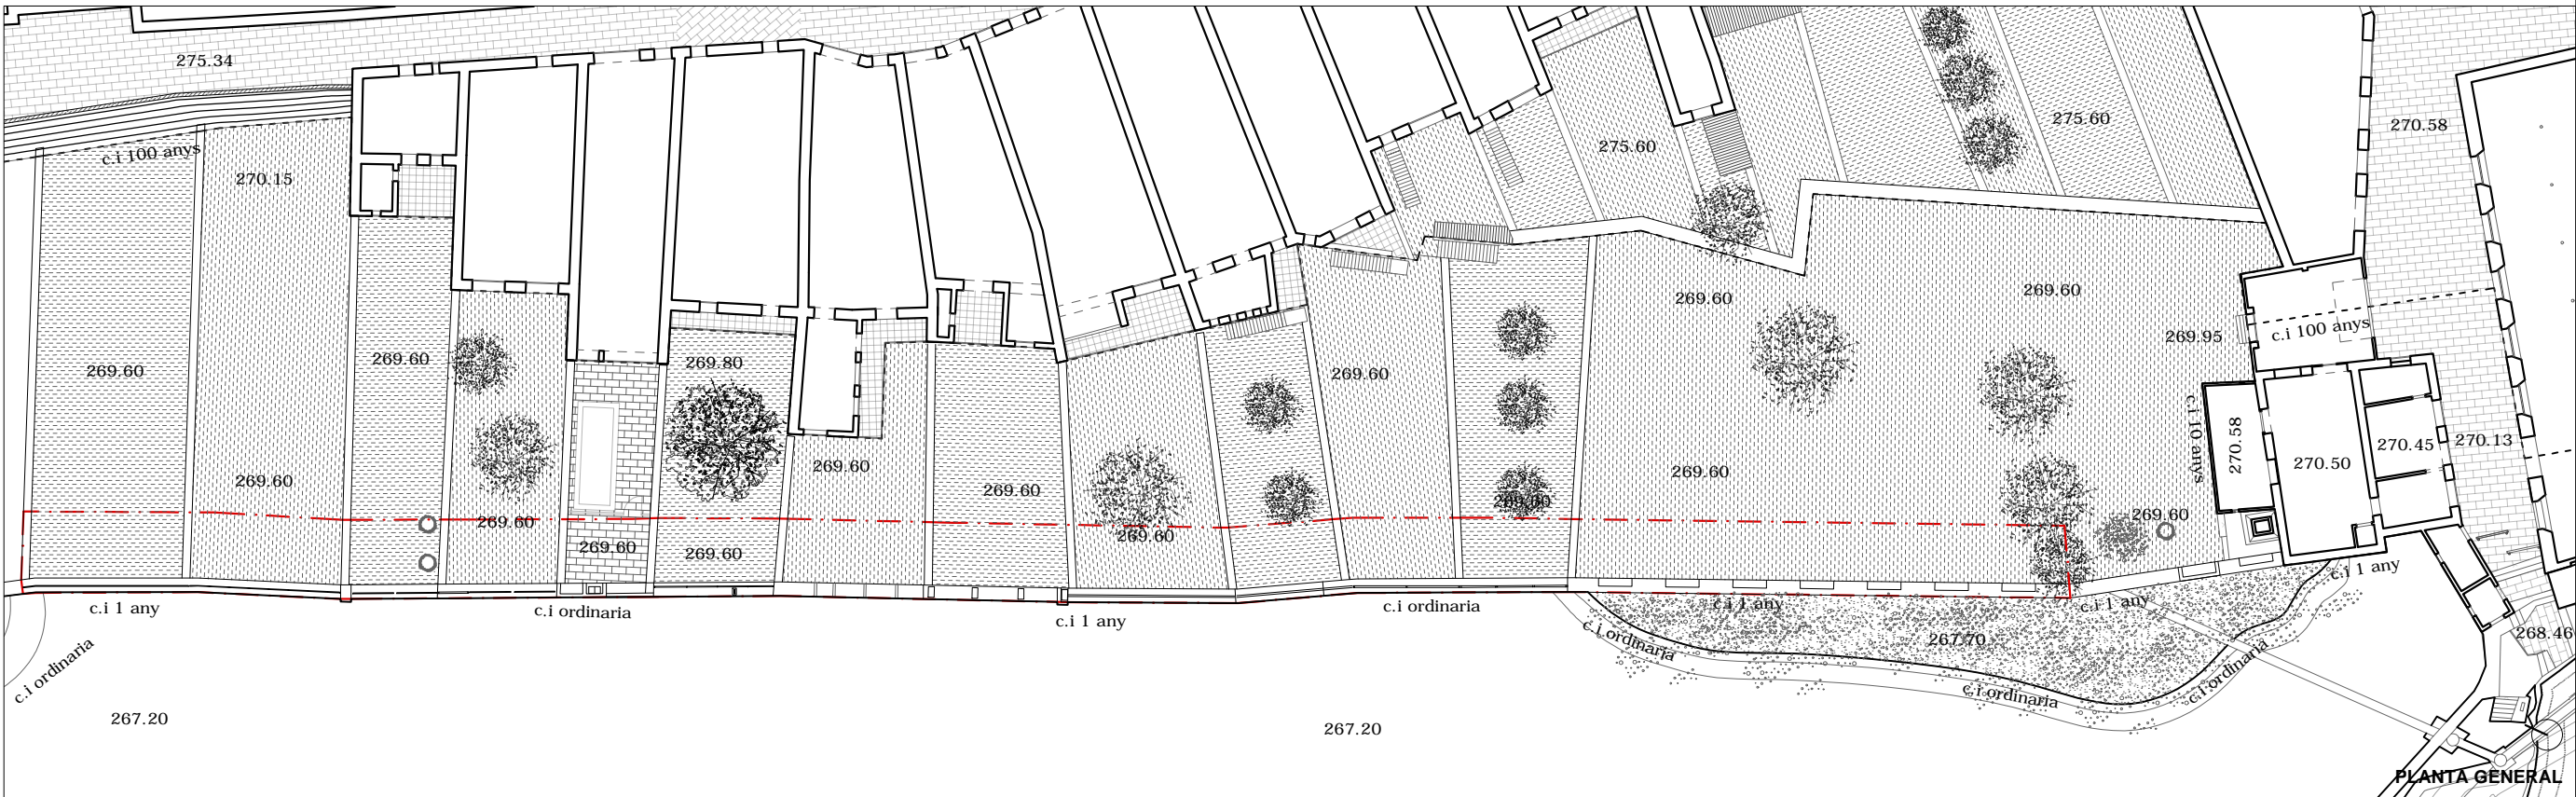 275.34
c.i 100 anys
270.15
275.60
275.60
270.58
269.60
269.60
269.60
269.80
269.60
269.60
269.60
269.60
269.60
269.95
c.i 100 anys
c.i 10 anys
270.58
270.50
270.45
270.13
269.60
269.60
269.60
269.60
269.60
269.60
269.60
269.60
c.i 1 any
c.i ordinaria
c.i 1 any
c.i ordinaria
c.i 1 any
c.i 1 any
c.i 1 any
c.i ordinaria
c.i ordinaria
267.70
c.i ordinaria
c.i ordinaria
268.46
267.20
267.20
PLANTA GENERAL